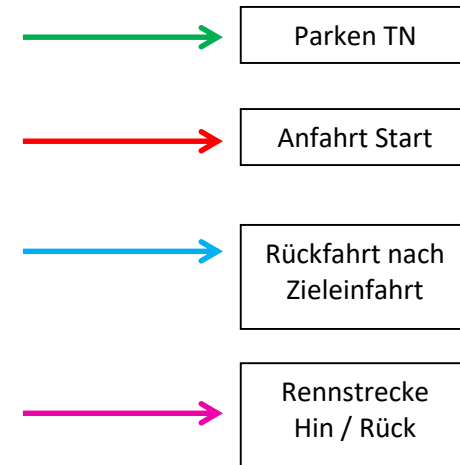 Parken TN
Anfahrt Start
Rückfahrt nach
Zieleinfahrt
Rennstrecke
Hin / Rück